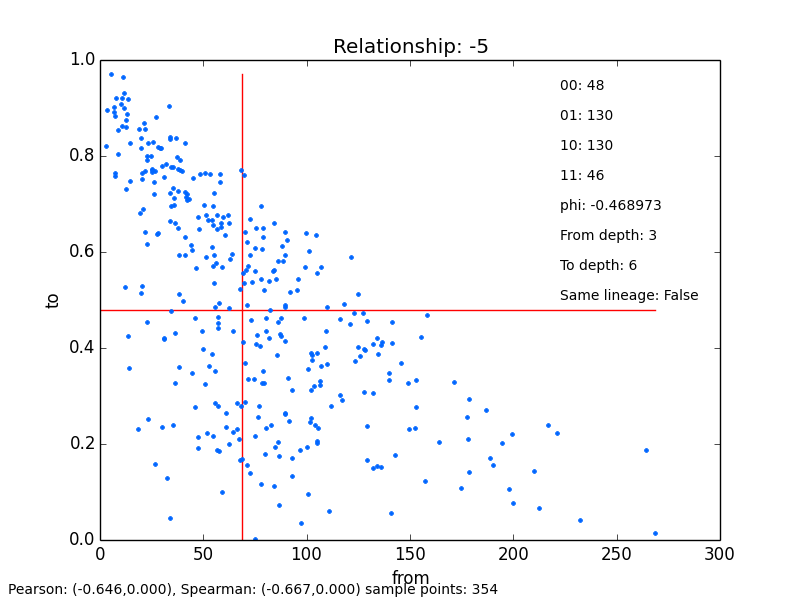 Relationship: -5
1.0
0.8
0.6
0.4
0.2
0.0
to
00: 48
01: 130
10: 130
11: 46
phi: -0.468973
From depth: 3
To depth: 6
Same lineage: False
0 50 100 150 200 250 300
from
Pearson: (-0.646,0.000), Spearman: (-0.667,0.000) sample points: 354